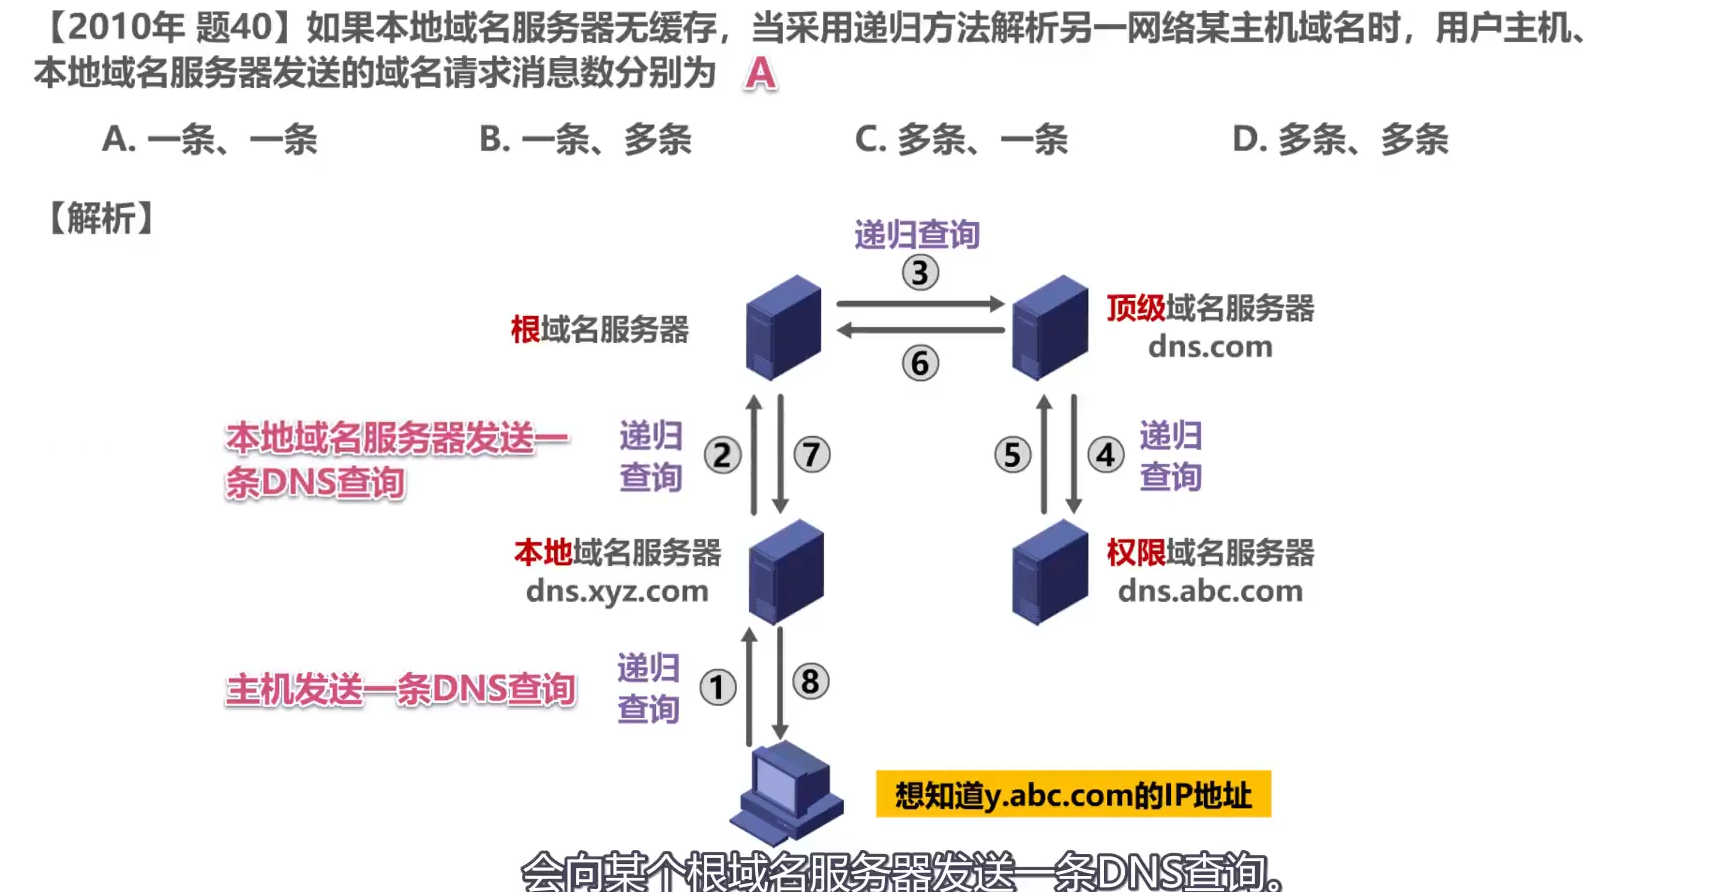 【2010年 题40】如果本地域名服务器无缓存，当采用递归方法解析另一网络某主机域名时，用户主机、
本地域名服务器发送的域名请求消息数分别为 A
A. 一条、一条 B. 一条、多条 C. 多条、一条 D. 多条、多条
【解析】
递归查询
③
根域名服务器
顶级域名服务器
dns.com
⑥
本地域名服务器发送一
条DNS查询
递归
查询
②
⑦
⑤
④
递归
查询
本地域名服务器
dns.xyz.com
权限域名服务器
dns.abc.com
主机发送一条DNS查询
递归
查询
①
⑧
想知道y.abc.com的IP地址
会向某个根域名服务器发送一条DNS查询。